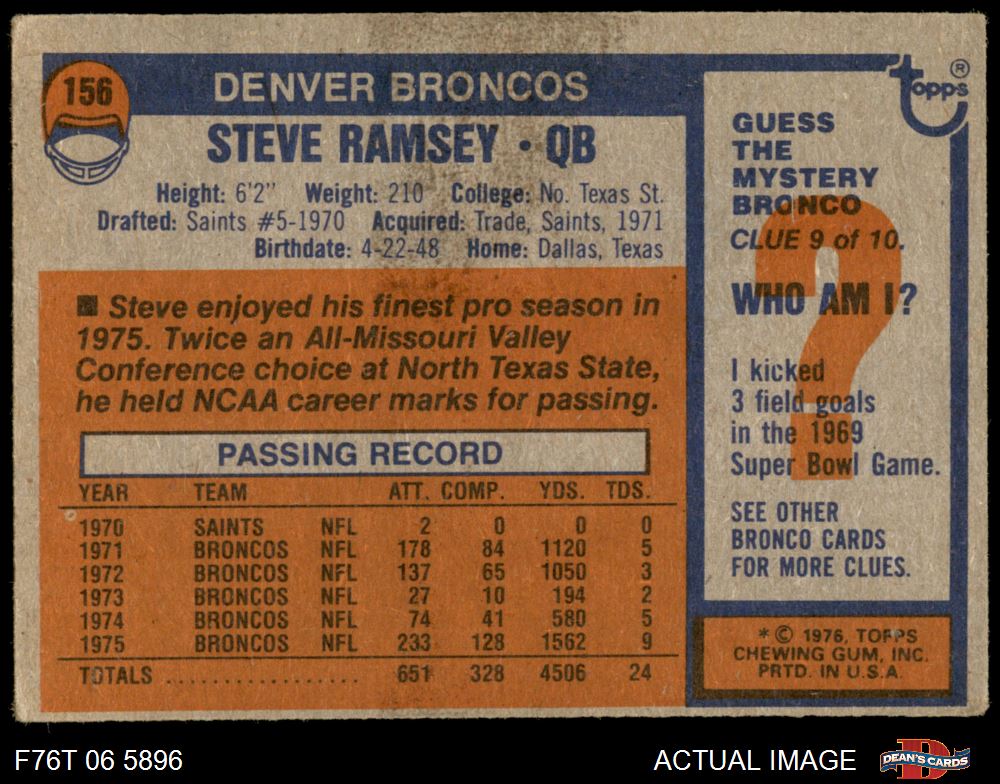 156
DENVER BRONCOS
STEVE RAMSEY • QB
Height: 6'2" Weight: 210 College: No. Texas St.
Drafted: Saints #5-1970 Acquired: Trade, Saints, 1971
Birthdate: 4-22-48 Home: Dallas, Texas
■ Steve enjoyed his finest pro season in
1975. Twice an All-Missouri Valley
Conference choice at North Texas State,
he held NCAA career marks for passing.
PASSING RECORD
YEAR TEAM ATT. COMP. YDS. TDS.
1970 SAINTS NFL 2 0 0 0
1971 BRONCOS NFL 178 84 1120 5
1972 BRONCOS NFL 137 65 1050 3
1973 BRONCOS NFL 27 10 194 2
1974 BRONCOS NFL 74 41 580 5
1975 BRONCOS NFL 233 128 1562 9
TOTALS .................. 651 328 4506 24
topps ®
GUESS
THE
MYSTERY
BRONCO
CLUE 9 of 10.
WHO AM I?
?
I kicked
3 field goals
in the 1969
Super Bowl Game.
SEE OTHER
BRONCO CARDS
FOR MORE CLUES.
* © 1976, TOPPS
CHEWING GUM, INC.
PRTD. IN U.S.A.
F76T 06 5896
ACTUAL IMAGE
D
DEAN'S CARDS